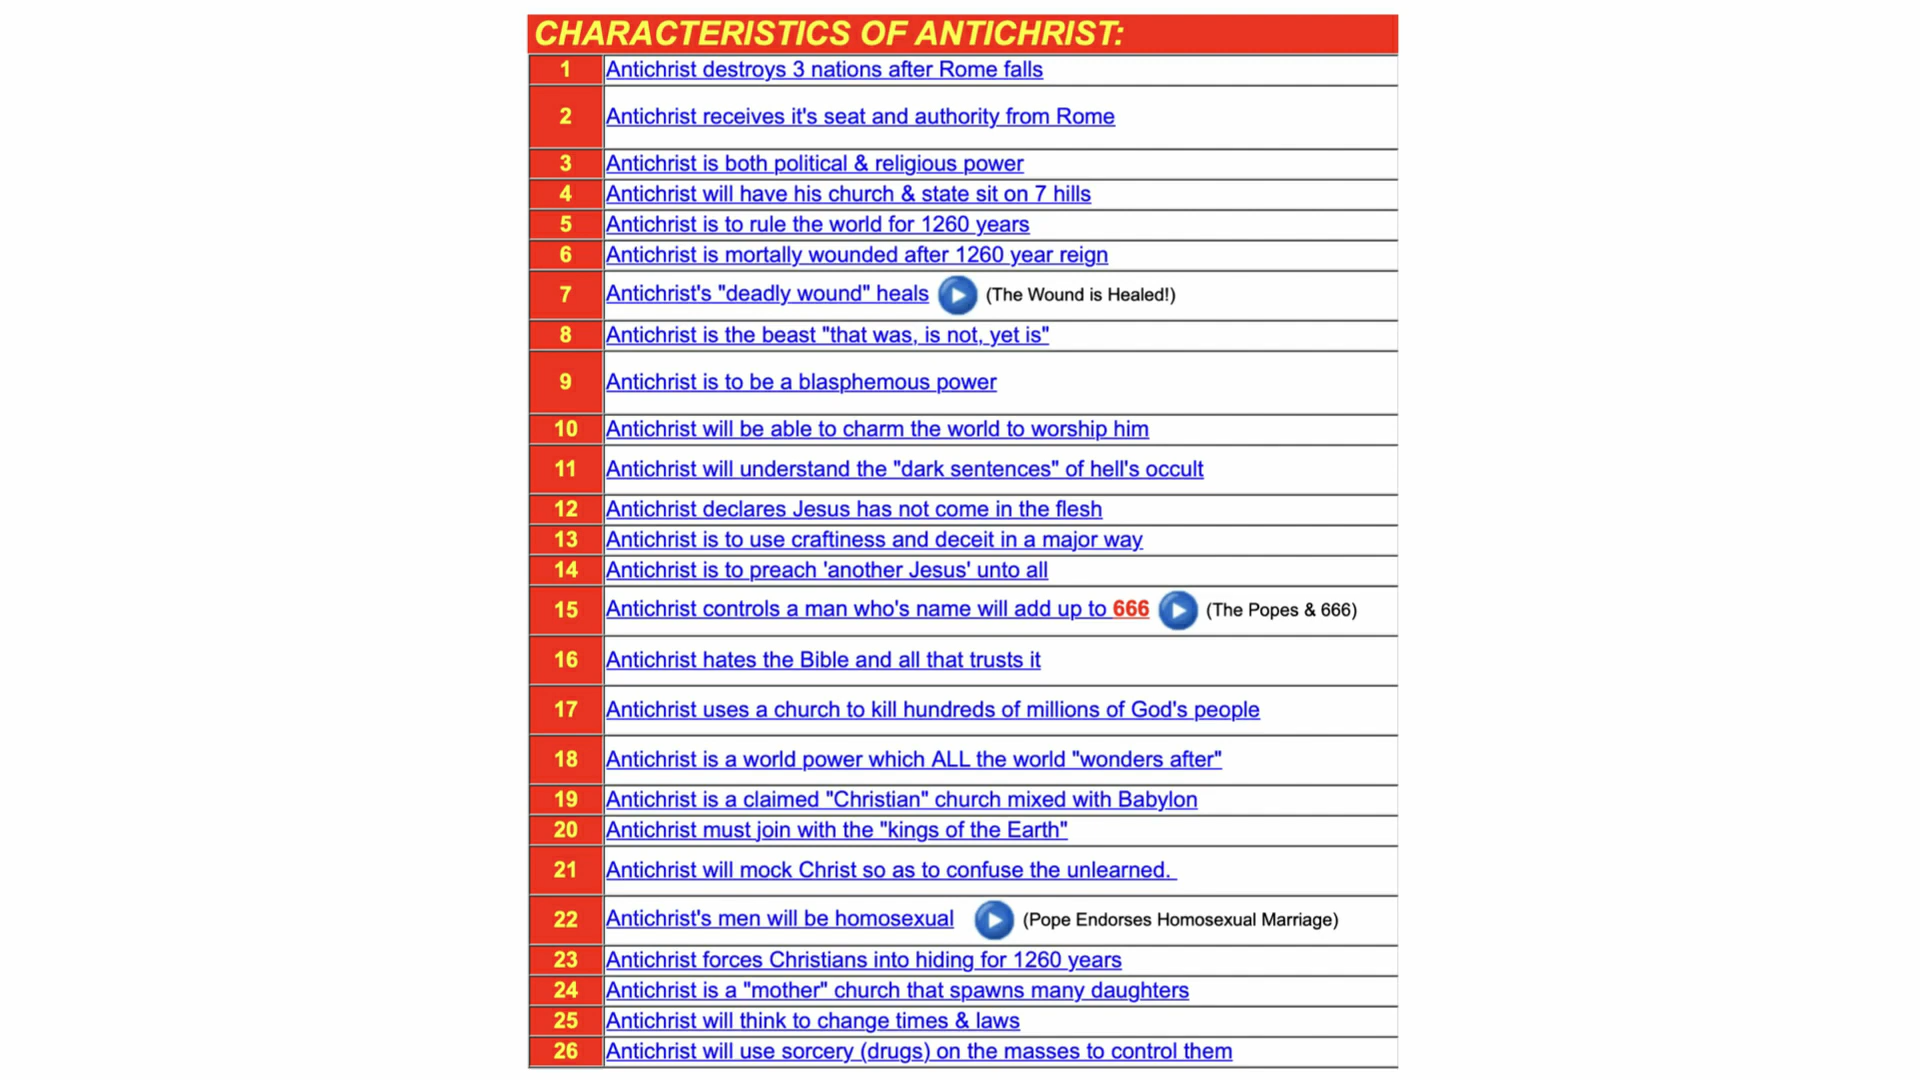 CHARACTERISTICS OF ANTICHRIST:
1 Antichrist destroys 3 nations after Rome falls
2 Antichrist receives it's seat and authority from Rome
3 Antichrist is both political & religious power
4 Antichrist will have his church & state sit on 7 hills
5 Antichrist is to rule the world for 1260 years
6 Antichrist is mortally wounded after 1260 year reign
7 Antichrist's "deadly wound" heals (The Wound is Healed!)
8 Antichrist is the beast "that was, is not, yet is"
9 Antichrist is to be a blasphemous power
10 Antichrist will be able to charm the world to worship him
11 Antichrist will understand the "dark sentences" of hell's occult
12 Antichrist declares Jesus has not come in the flesh
13 Antichrist is to use craftiness and deceit in a major way
14 Antichrist is to preach 'another Jesus' unto all
15 Antichrist controls a man who's name will add up to 666 (The Popes & 666)
16 Antichrist hates the Bible and all that trusts it
17 Antichrist uses a church to kill hundreds of millions of God's people
18 Antichrist is a world power which ALL the world "wonders after"
19 Antichrist is a claimed "Christian" church mixed with Babylon
20 Antichrist must join with the "kings of the Earth"
21 Antichrist will mock Christ so as to confuse the unlearned.
22 Antichrist's men will be homosexual (Pope Endorses Homosexual Marriage)
23 Antichrist forces Christians into hiding for 1260 years
24 Antichrist is a "mother" church that spawns many daughters
25 Antichrist will think to change times & laws
26 Antichrist will use sorcery (drugs) on the masses to control them